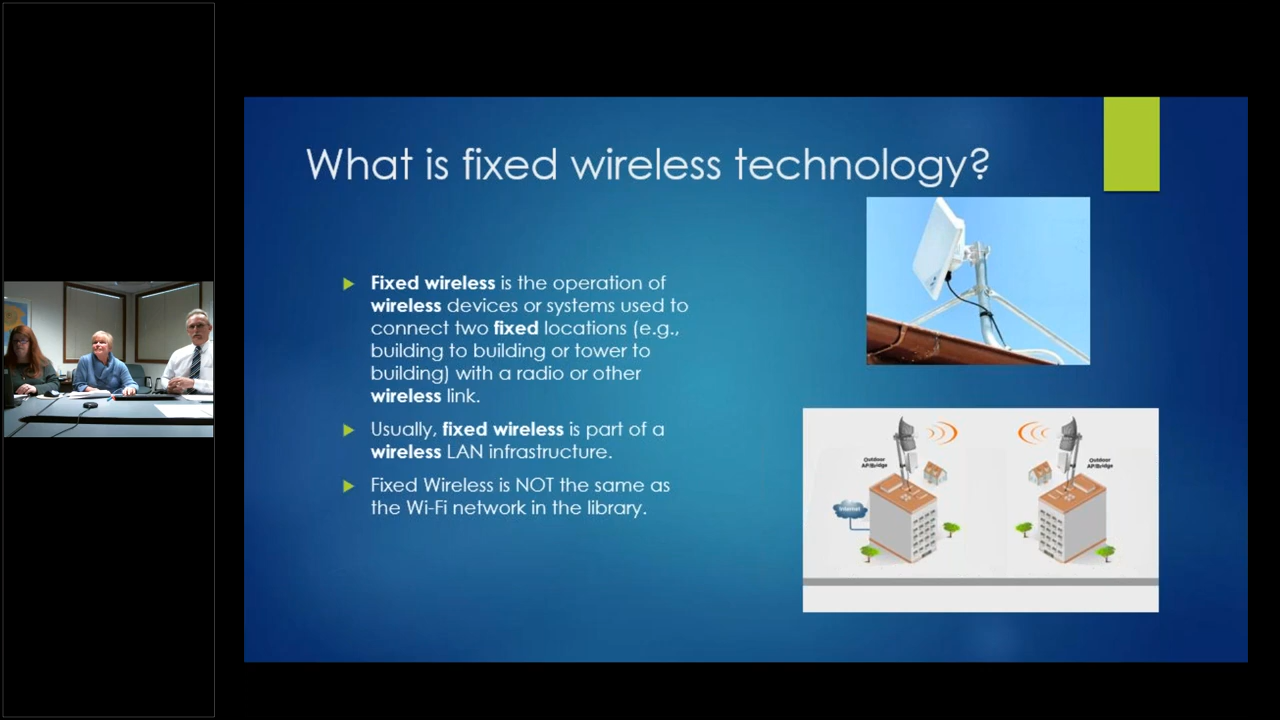 What is fixed wireless technology?
Fixed wireless is the operation of
wireless devices or systems used to
connect two fixed locations (e.g.,
building to building or tower to
building) with a radio or other
wireless link.
Usually, fixed wireless is part of a
wireless LAN infrastructure.
Fixed Wireless is NOT the same as
the Wi-Fi network in the library.
Outdoor
AP/Bridge
Outdoor
AP/Bridge
Internet